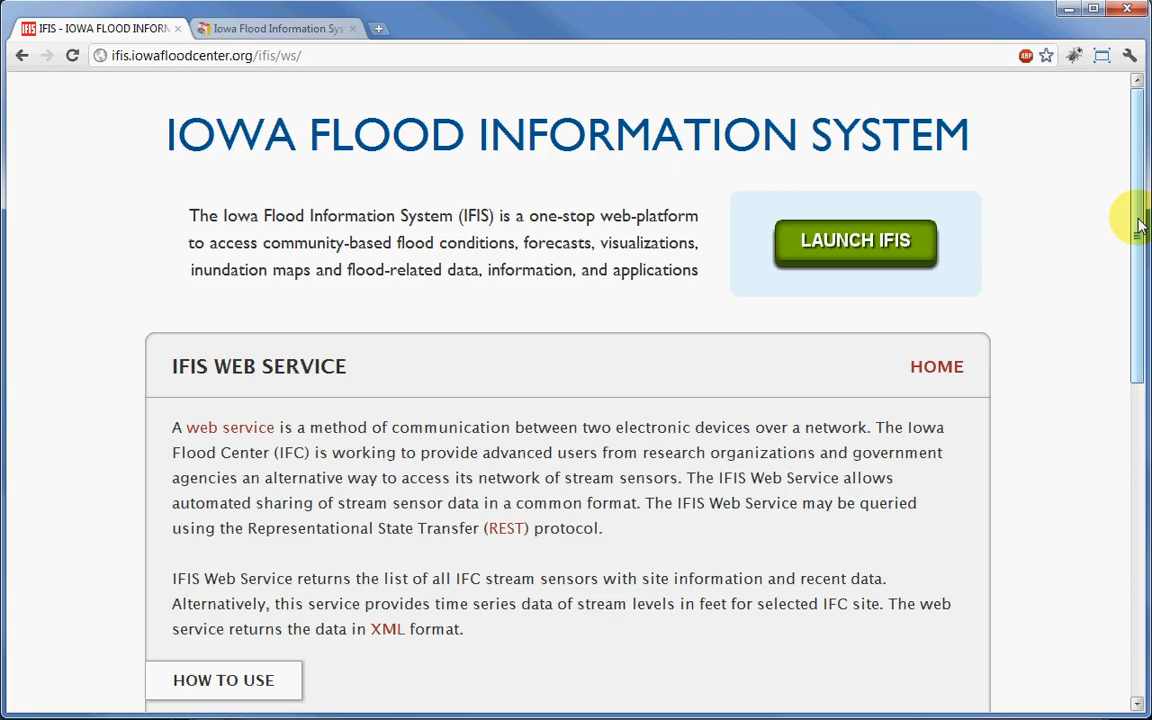 IFIS - IOWA FLOOD INFORM
Iowa Flood Information Sys
ifis.iowafloodcenter.org/ifis/ws/
ABP
IOWA FLOOD INFORMATION SYSTEM
The Iowa Flood Information System (IFIS) is a one-stop web-platform
to access community-based flood conditions, forecasts, visualizations,
inundation maps and flood-related data, information, and applications
LAUNCH IFIS
IFIS WEB SERVICE
HOME
A web service is a method of communication between two electronic devices over a network. The Iowa
Flood Center (IFC) is working to provide advanced users from research organizations and government
agencies an alternative way to access its network of stream sensors. The IFIS Web Service allows
automated sharing of stream sensor data in a common format. The IFIS Web Service may be queried
using the Representational State Transfer (REST) protocol.
IFIS Web Service returns the list of all IFC stream sensors with site information and recent data.
Alternatively, this service provides time series data of stream levels in feet for selected IFC site. The web
service returns the data in XML format.
HOW TO USE